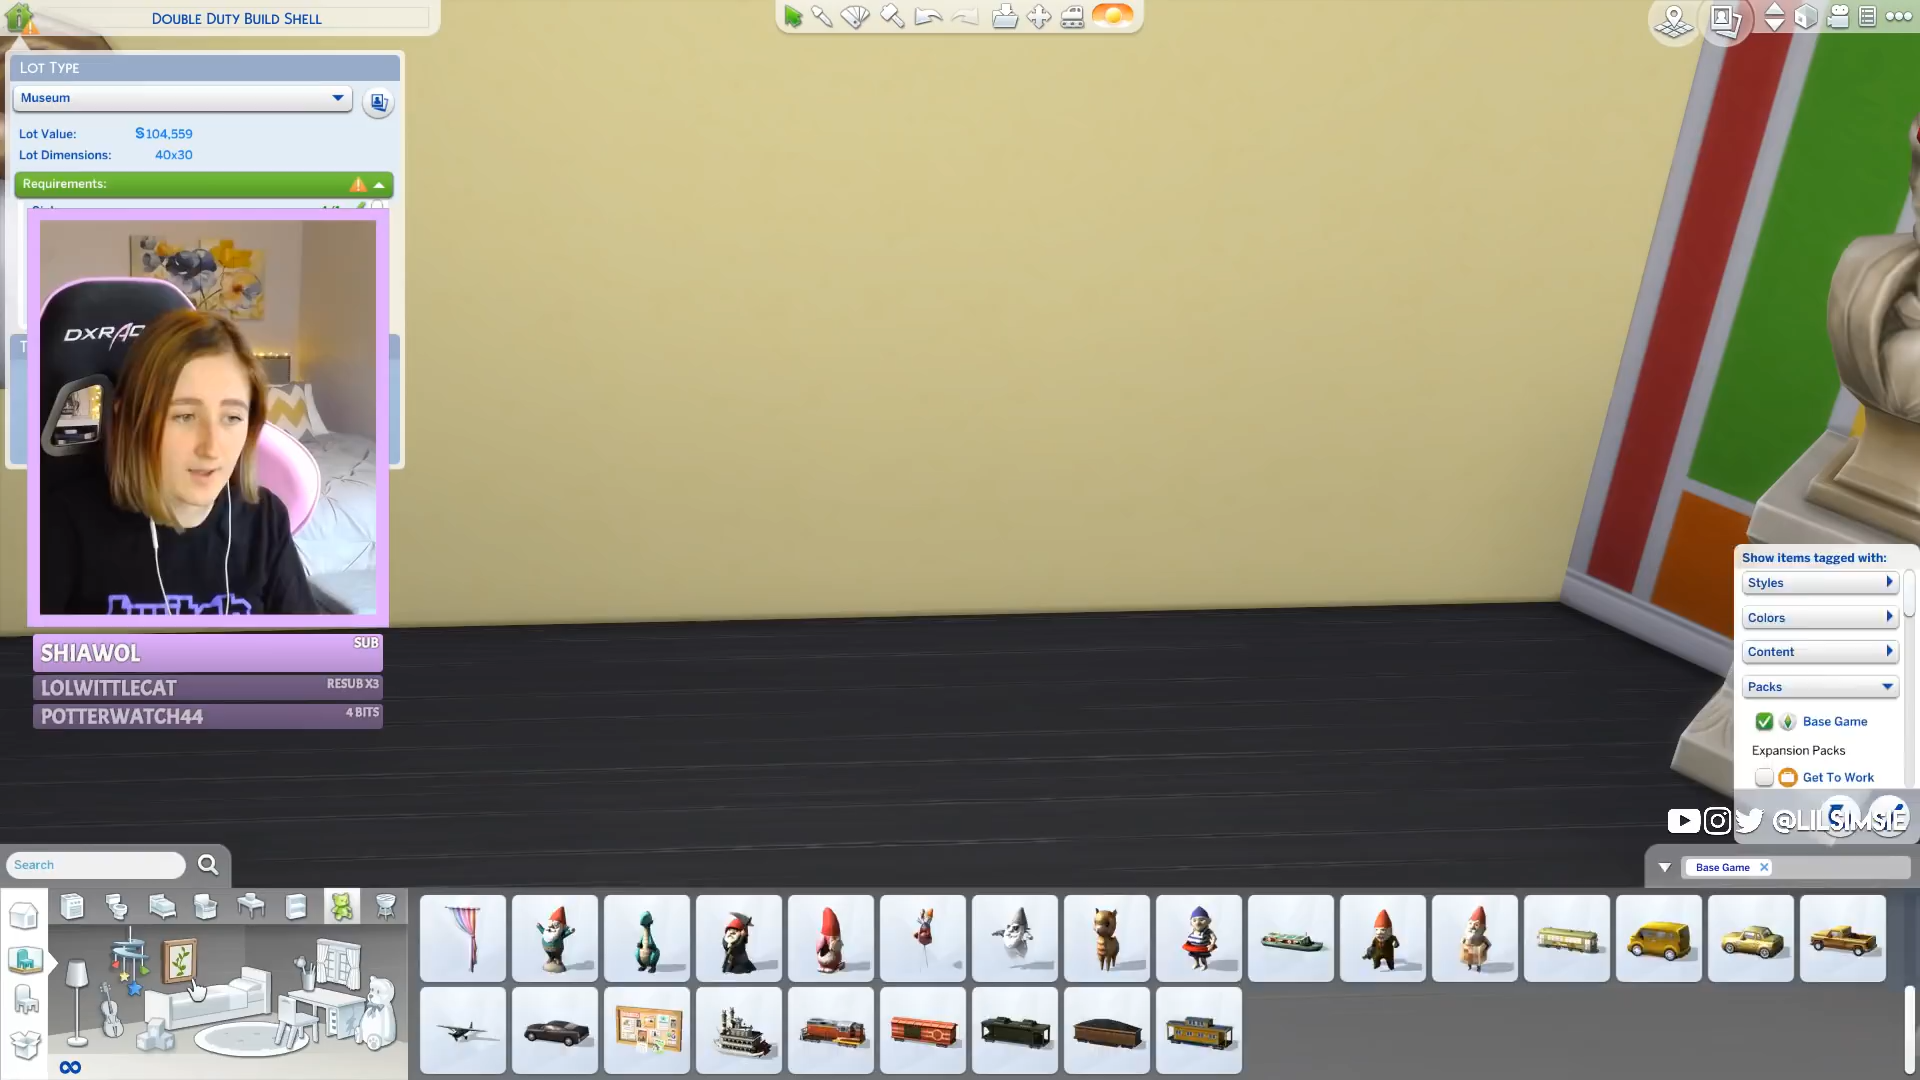 DOUBLE DUTY BUILD SHELL
LOT TYPE
Museum
Lot Value: §104,559
Lot Dimensions: 40x30
Requirements:
DXRAC
SHIAWOL SUB
LOLWITTLECAT RESUB X3
POTTERWATCH44 4 BITS
Show items tagged with:
Styles
Colors
Content
Packs
Base Game
Expansion Packs
Get To Work
@LILSIMSIE
Search
Base Game